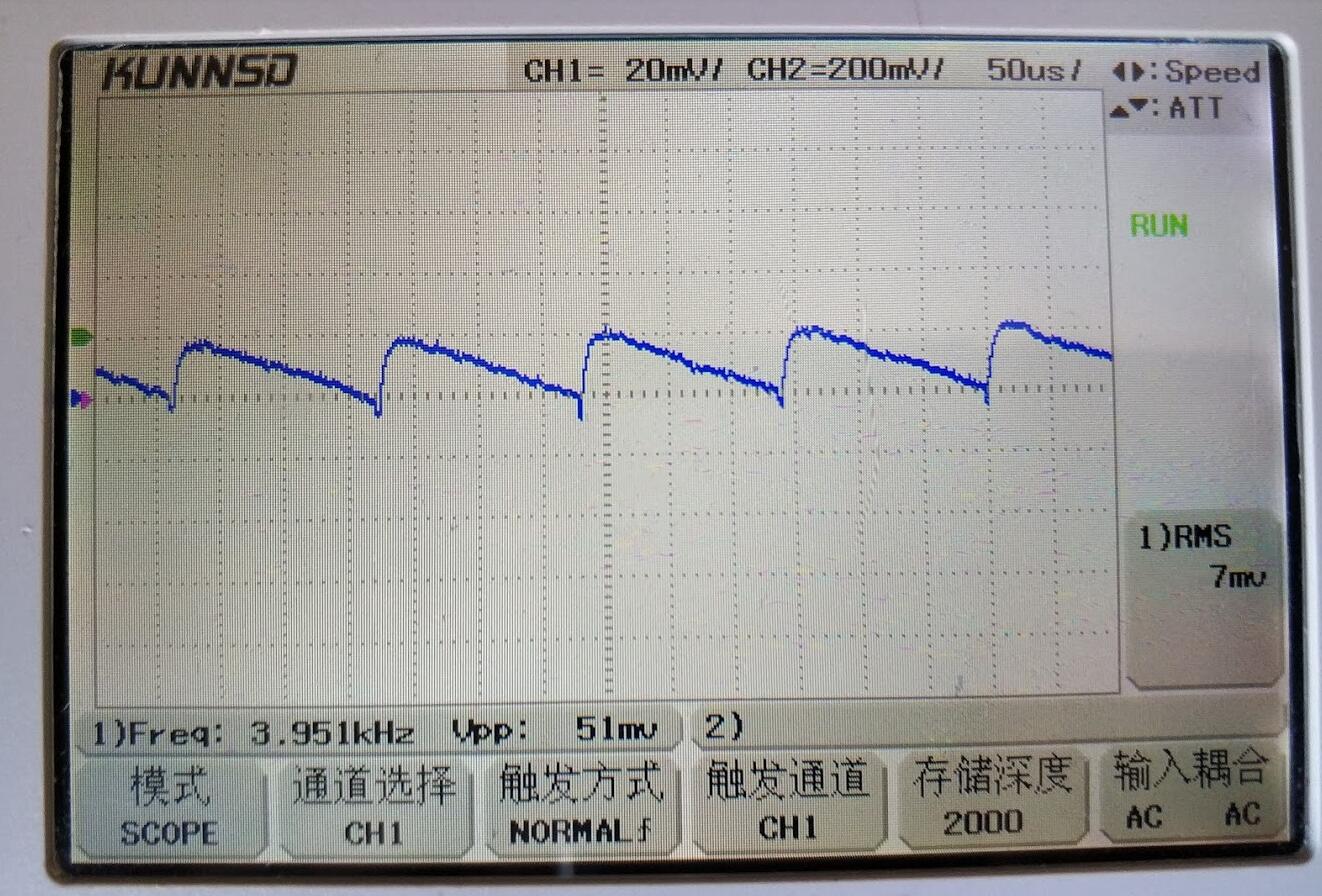 KUNNSD CH1= 20mV/ CH2=200mV/ 50us/ ◀▶:Speed
▲▼:ATT
RUN
1)RMS
7mv
1)Freq: 3.951kHz Vpp: 51mv 2)
模式 通道选择 触发方式 触发通道 存储深度 输入耦合
SCOPE CH1 NORMAL⨍ CH1 2000 AC AC